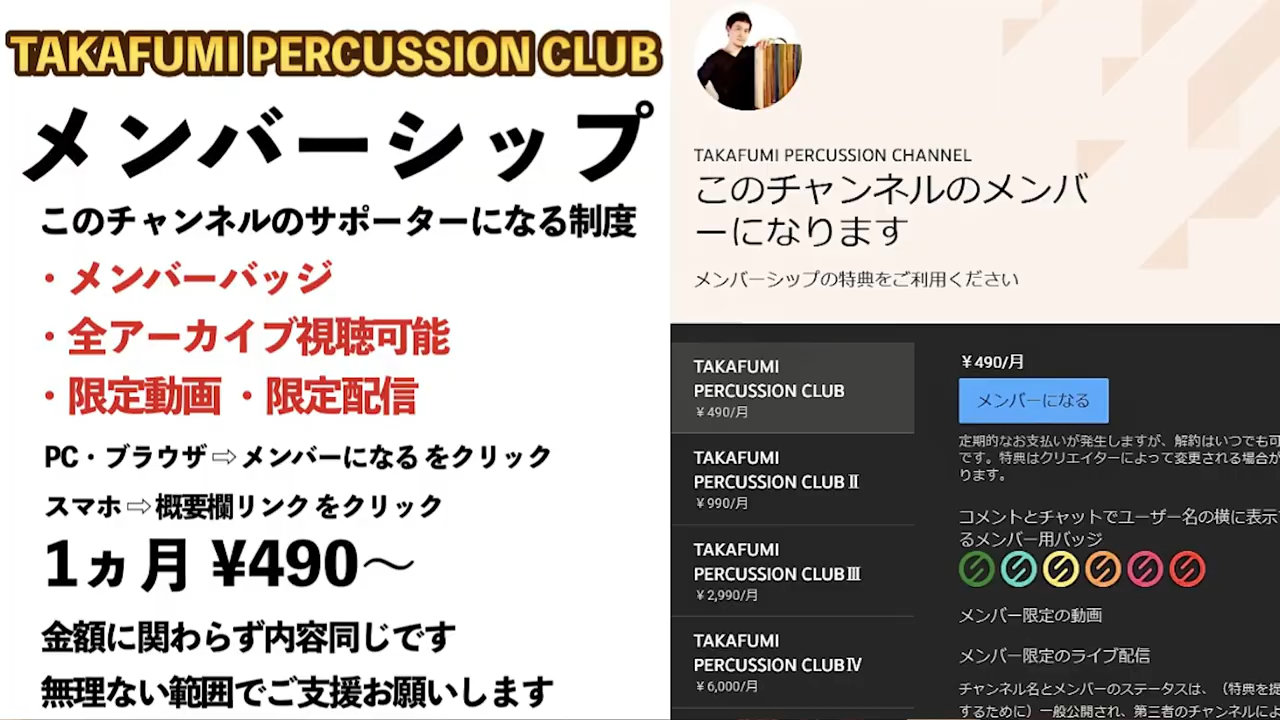 TAKAFUMI PERCUSSION CLUB
メンバーシップ
このチャンネルのサポーターになる制度
・メンバーバッジ
・全アーカイブ視聴可能
・限定動画 ・限定配信
PC・ブラウザ⇨メンバーになる をクリック
スマホ⇨概要欄リンク をクリック
1ヵ月 ¥490〜
金額に関わらず内容同じです
無理ない範囲でご支援お願いします
TAKAFUMI PERCUSSION CHANNEL
このチャンネルのメンバ
ーになります
メンバーシップの特典をご利用ください
TAKAFUMI
PERCUSSION CLUB
¥490/月
TAKAFUMI
PERCUSSION CLUBⅡ
¥990/月
TAKAFUMI
PERCUSSION CLUBⅢ
¥2,990/月
TAKAFUMI
PERCUSSION CLUBⅣ
¥6,000/月
¥490/月
メンバーになる
定期的なお支払いが発生しますが、解約はいつでも可
です。特典はクリエイターによって変更される場合が
ります。
コメントとチャットでユーザー名の横に表示
るメンバー用バッジ
メンバー限定の動画
メンバー限定のライブ配信
チャンネル名とメンバーのステータスは、（特典を提
するために）一般公開され、第三者のチャンネルによ